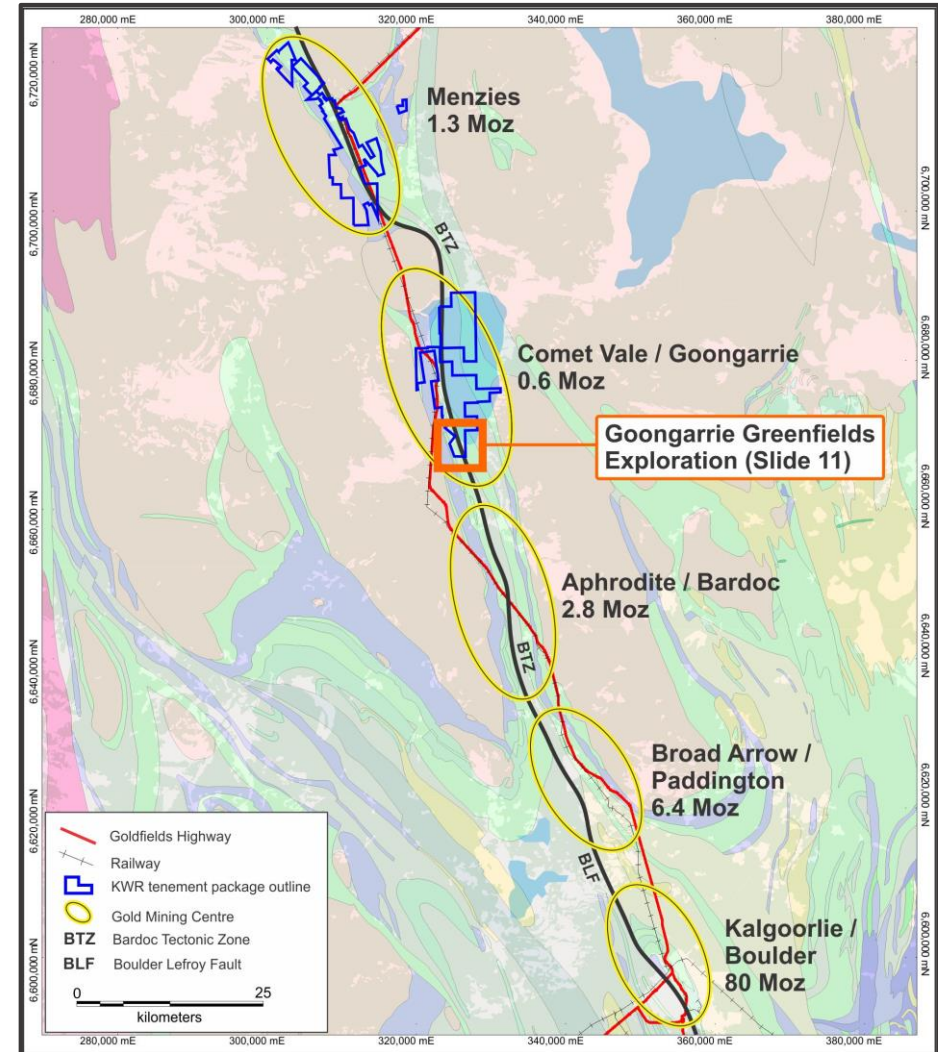 280,000 mE
300,000 mE
320,000 mE
340,000 mE
360,000 mE
380,000 mE
6,720,000 mN
6,700,000 mN
6,680,000 mN
6,660,000 mN
6,640,000 mN
6,620,000 mN
6,600,000 mN
Menzies
1.3 Moz
BTZ
Comet Vale / Goongarrie
0.6 Moz
Goongarrie Greenfields
Exploration (Slide 11)
Aphrodite / Bardoc
2.8 Moz
BTZ
Broad Arrow /
Paddington
6.4 Moz
BLF
Kalgoorlie /
Boulder
80 Moz
6,700,000 mN
6,680,000 mN
6,660,000 mN
6,640,000 mN
6,620,000 mN
6,600,000 mN
Goldfields Highway
Railway
KWR tenement package outline
Gold Mining Centre
BTZ Bardoc Tectonic Zone
BLF Boulder Lefroy Fault
0 25
kilometers
280,000 mE
300,000 mE
320,000 mE
340,000 mE
360,000 mE
380,000 mE